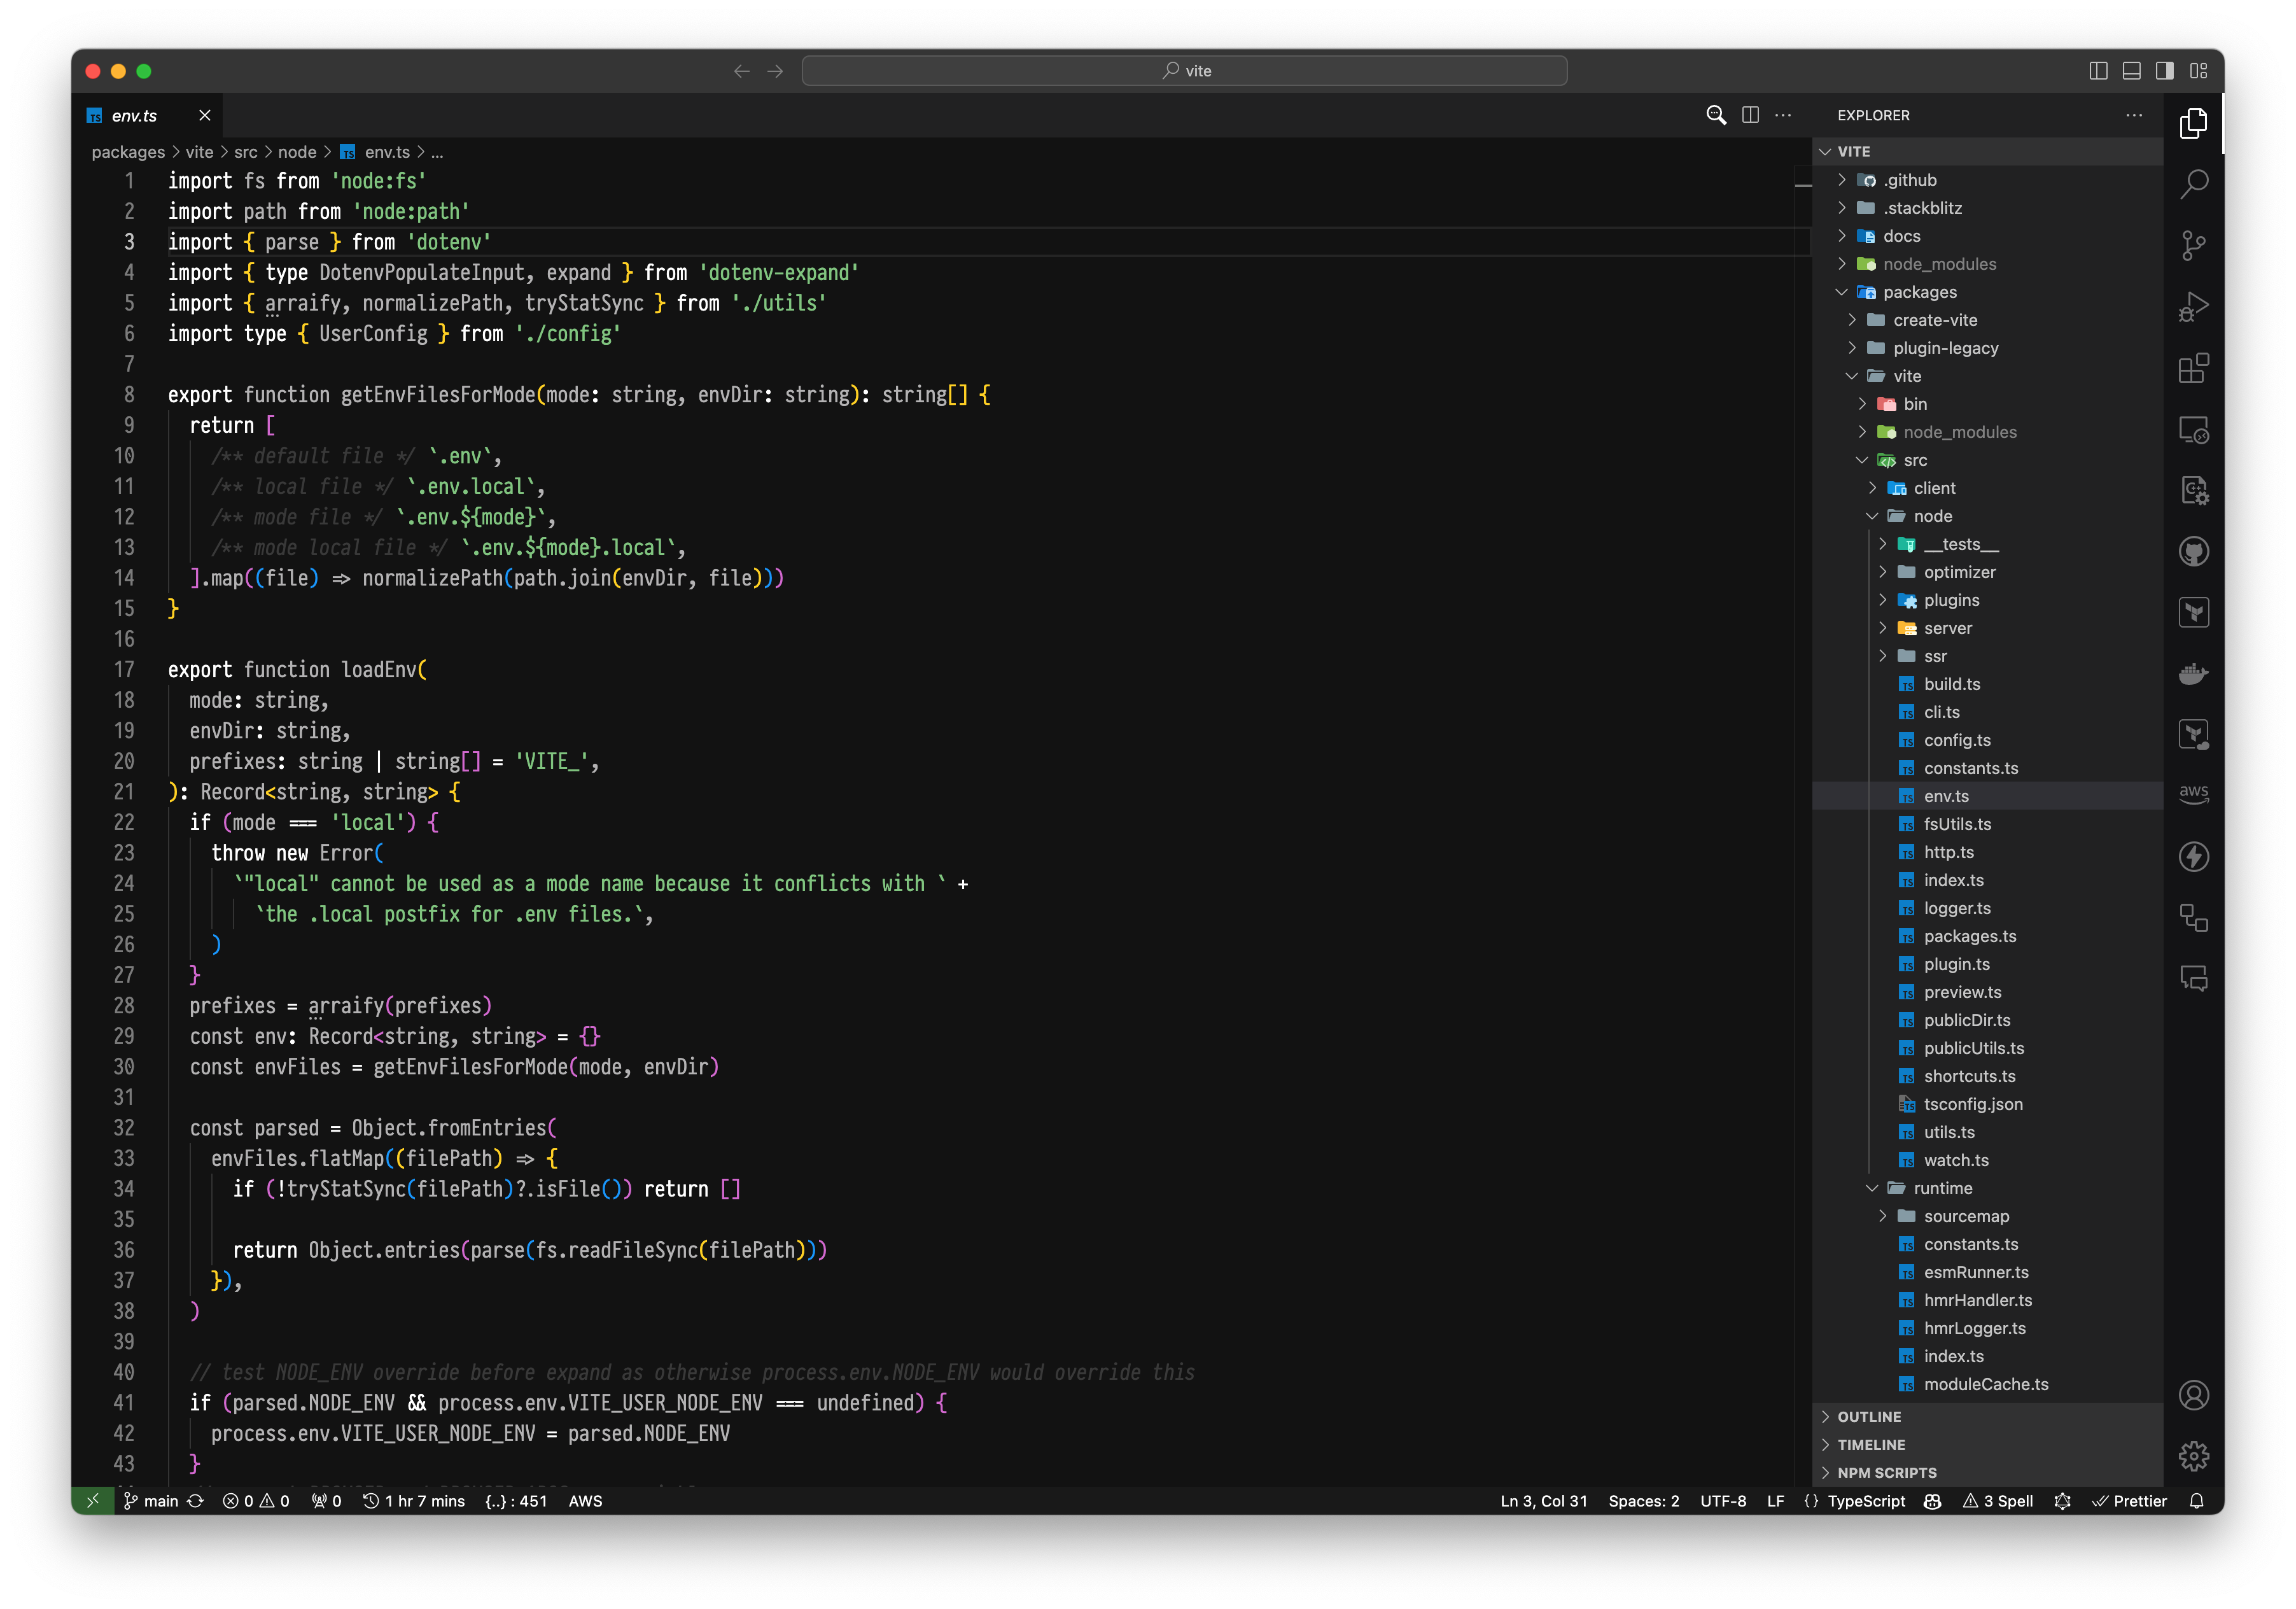 vite
env.ts
packages > vite > src > node > env.ts > ...
1 import fs from 'node:fs'
2 import path from 'node:path'
3 import { parse } from 'dotenv'
4 import { type DotenvPopulateInput, expand } from 'dotenv-expand'
5 import { arraify, normalizePath, tryStatSync } from './utils'
6 import type { UserConfig } from './config'
7
8 export function getEnvFilesForMode(mode: string, envDir: string): string[] {
9   return [
10     /** default file */ `.env`,
11     /** local file */ `.env.local`,
12     /** mode file */ `.env.${mode}`,
13     /** mode local file */ `.env.${mode}.local`,
14   ].map((file) => normalizePath(path.join(envDir, file)))
15 }
16
17 export function loadEnv(
18   mode: string,
19   envDir: string,
20   prefixes: string | string[] = 'VITE_',
21 ): Record<string, string> {
22   if (mode === 'local') {
23     throw new Error(
24       `"local" cannot be used as a mode name because it conflicts with ` +
25         `the .local postfix for .env files.`,
26     )
27   }
28   prefixes = arraify(prefixes)
29   const env: Record<string, string> = {}
30   const envFiles = getEnvFilesForMode(mode, envDir)
31
32   const parsed = Object.fromEntries(
33     envFiles.flatMap((filePath) => {
34       if (!tryStatSync(filePath)?.isFile()) return []
35
36       return Object.entries(parse(fs.readFileSync(filePath)))
37     }),
38   )
39
40   // test NODE_ENV override before expand as otherwise process.env.NODE_ENV would override this
41   if (parsed.NODE_ENV && process.env.VITE_USER_NODE_ENV === undefined) {
42     process.env.VITE_USER_NODE_ENV = parsed.NODE_ENV
43   }
EXPLORER
VITE
.github
.stackblitz
docs
node_modules
packages
create-vite
plugin-legacy
vite
bin
node_modules
src
client
node
__tests__
optimizer
plugins
server
ssr
build.ts
cli.ts
config.ts
constants.ts
env.ts
fsUtils.ts
http.ts
index.ts
logger.ts
packages.ts
plugin.ts
preview.ts
publicDir.ts
publicUtils.ts
shortcuts.ts
tsconfig.json
utils.ts
watch.ts
runtime
sourcemap
constants.ts
esmRunner.ts
hmrHandler.ts
hmrLogger.ts
index.ts
moduleCache.ts
OUTLINE
TIMELINE
NPM SCRIPTS
aws
main 0 0 0 1 hr 7 mins {..} : 451 AWS
Ln 3, Col 31 Spaces: 2 UTF-8 LF {} TypeScript 3 Spell Prettier